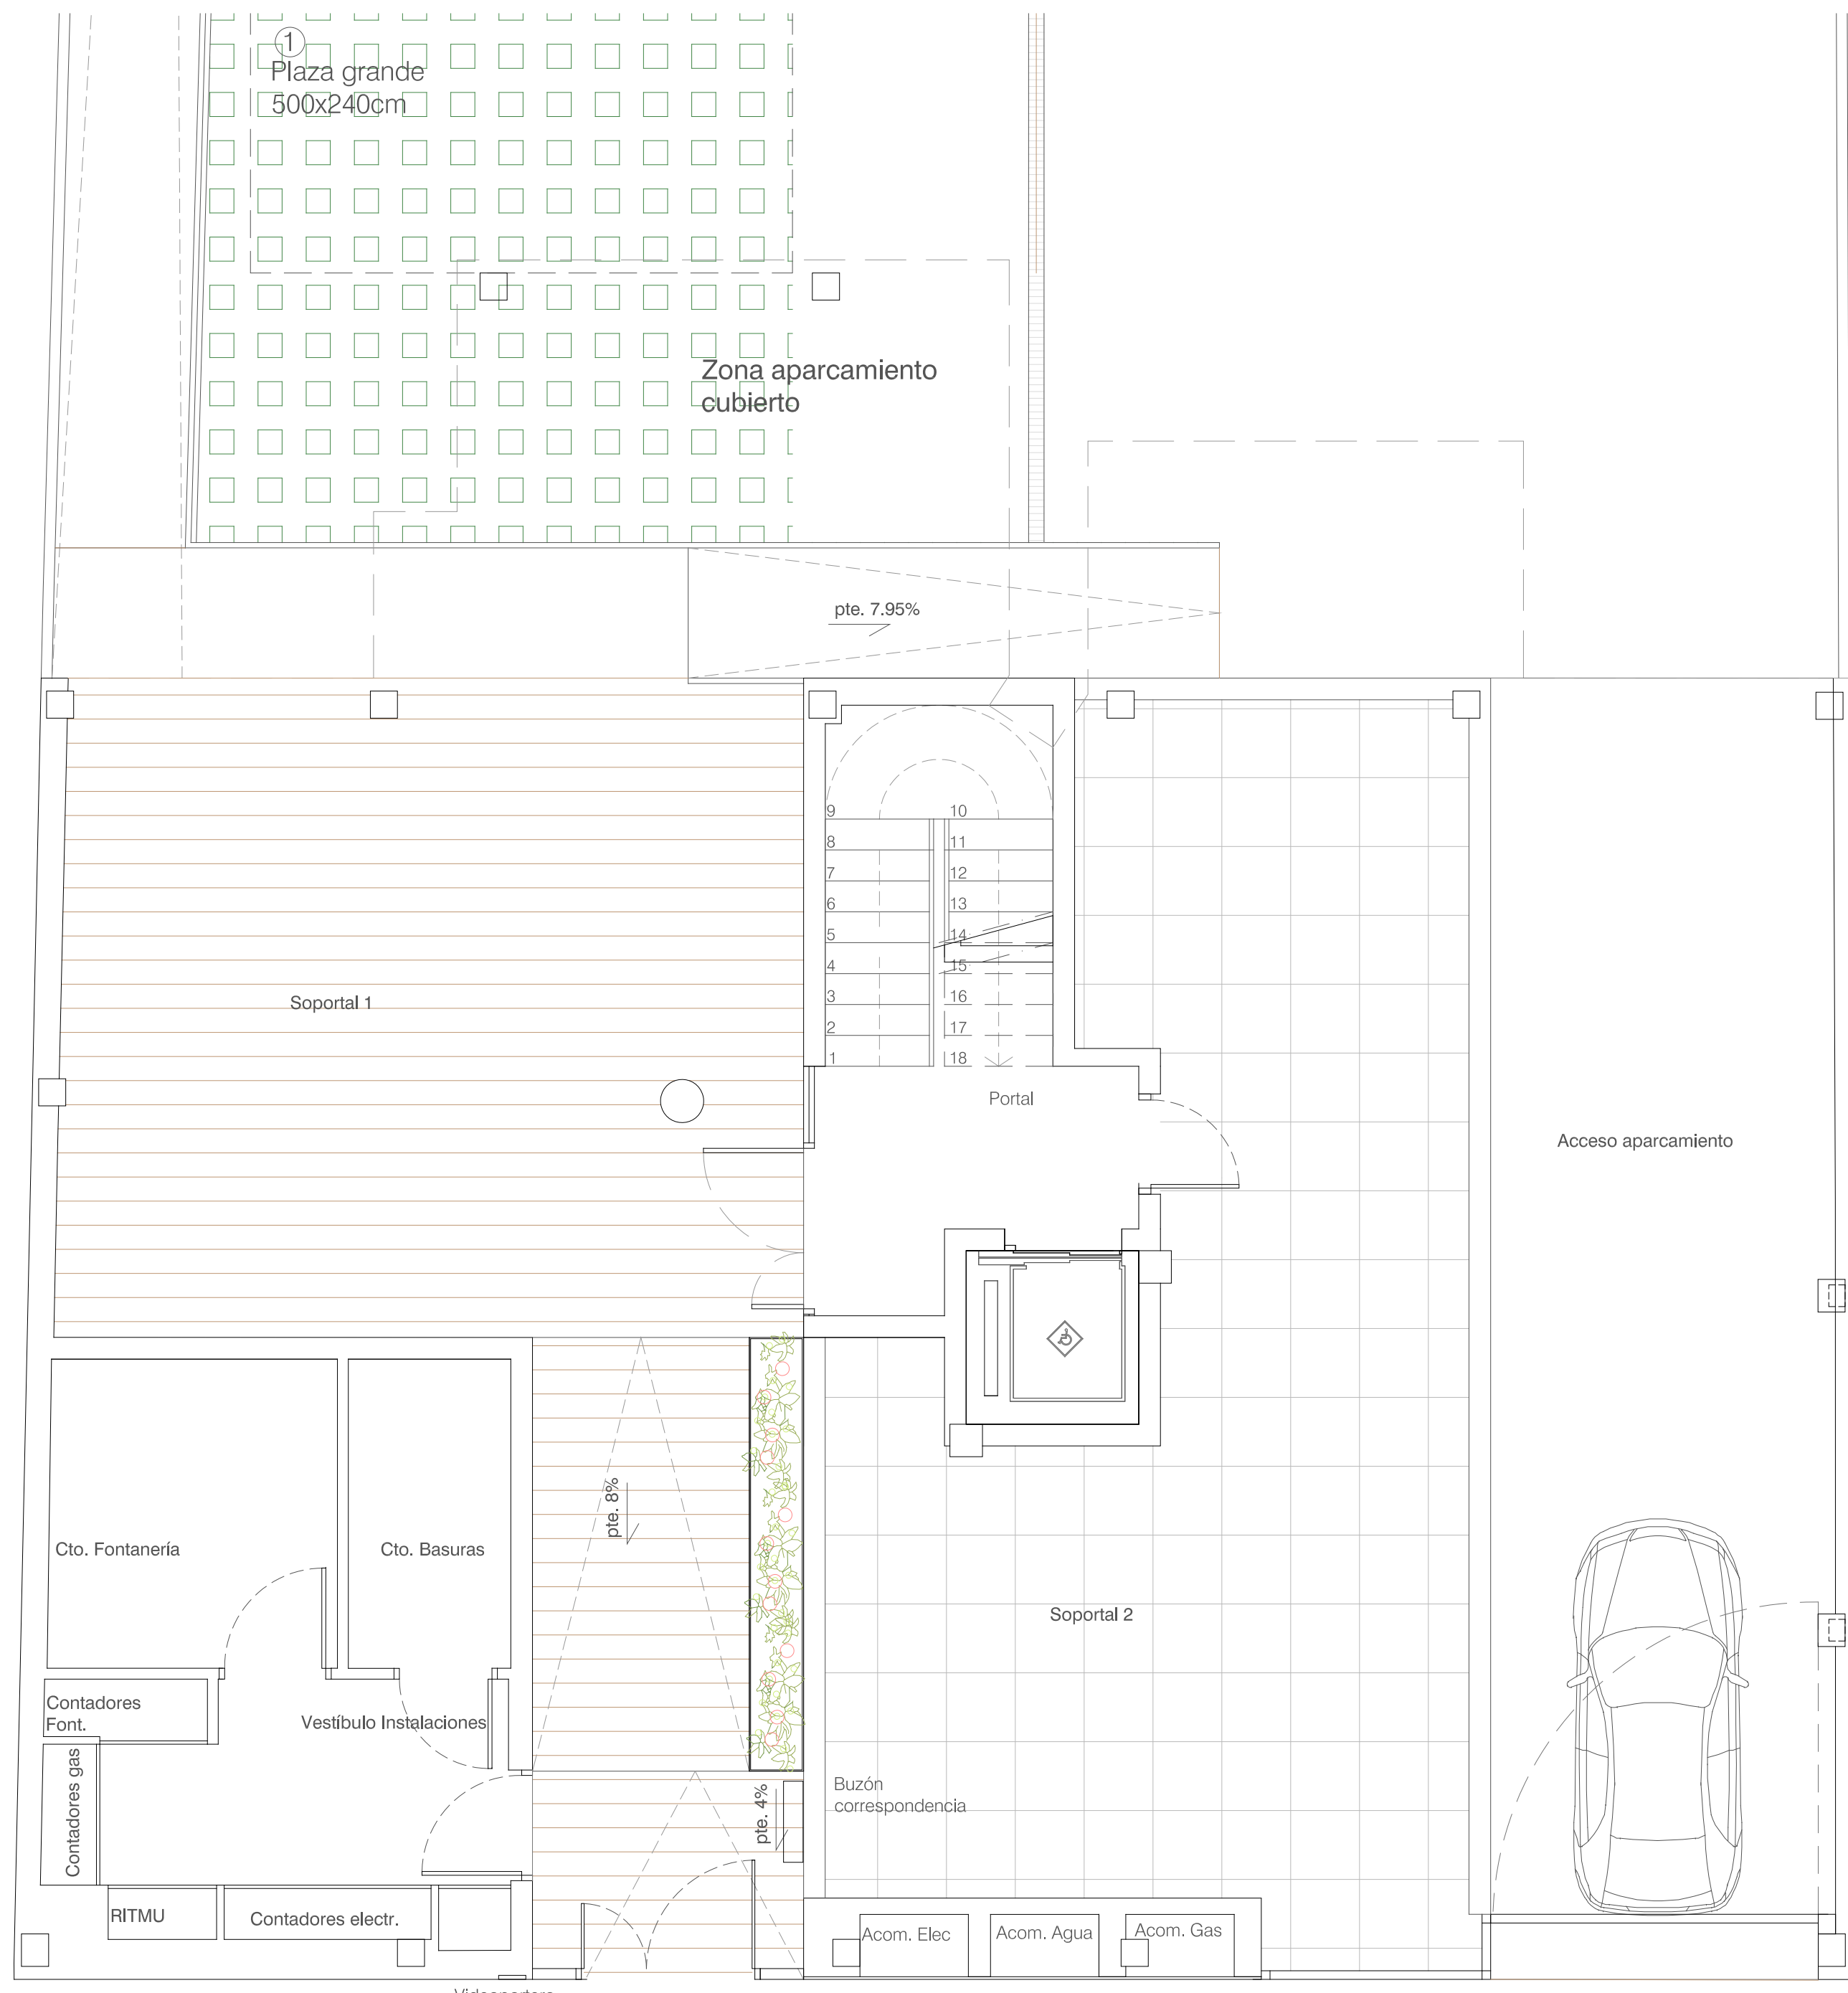 1
Plaza grande
500x240cm
Zona aparcamiento
cubierto
pte. 7.95%
9 10
8 11
7 12
6 13
5 14
4 15
3 16
2 17
1 18
Soportal 1
Portal
Acceso aparcamiento
pte. 8%
Cto. Fontanería
Cto. Basuras
Soportal 2
Contadores
Font.
Vestíbulo Instalaciones
Contadores gas
pte. 4%
Buzón
correspondencia
RITMU
Contadores electr.
Acom. Elec
Acom. Agua
Acom. Gas